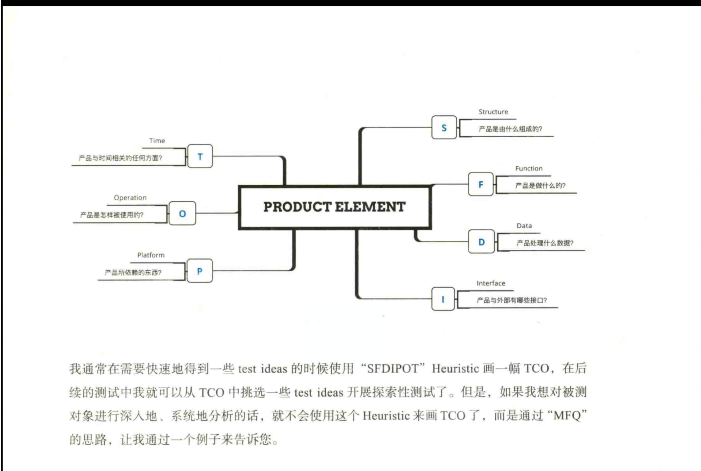 Structure
S
产品是由什么组成的?
Time
产品与时间相关的任何方面?
T
Function
F
产品是做什么的?
Operation
产品是怎样被使用的?
O
PRODUCT ELEMENT
Data
D
产品处理什么数据?
Platform
产品所依赖的东西?
P
Interface
I
产品与外部有哪些接口?
我通常在需要快速地得到一些 test ideas 的时候使用“SFDIPOT”Heuristic 画一幅 TCO，在后
续的测试中我就可以从 TCO 中挑选一些 test ideas 开展探索性测试了。但是，如果我想对被测
对象进行深入地、系统地分析的话，就不会使用这个 Heuristic 来画 TCO 了，而是通过“MFQ”
的思路，让我通过一个例子来告诉您。